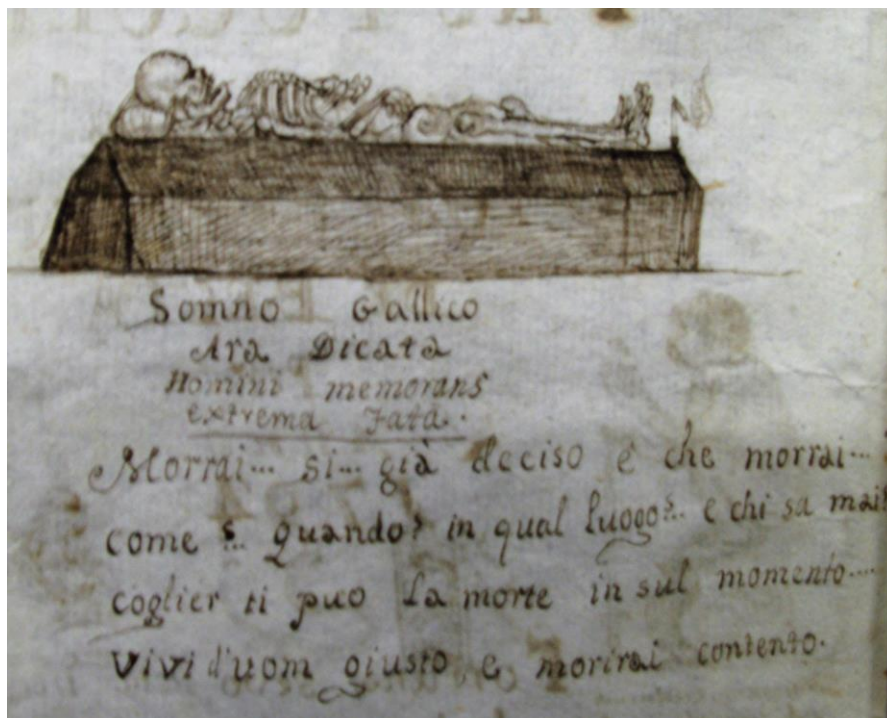 Somno Gallico
Ara Dicata
Homini memorans
extrema Fata.
Morrai... si... già deciso è che morrai...
come?... quando? in qual luogo?.. e chi sa mai!
coglier ti può la morte in sul momento....
vivi d'uom giusto, e morirai contento.